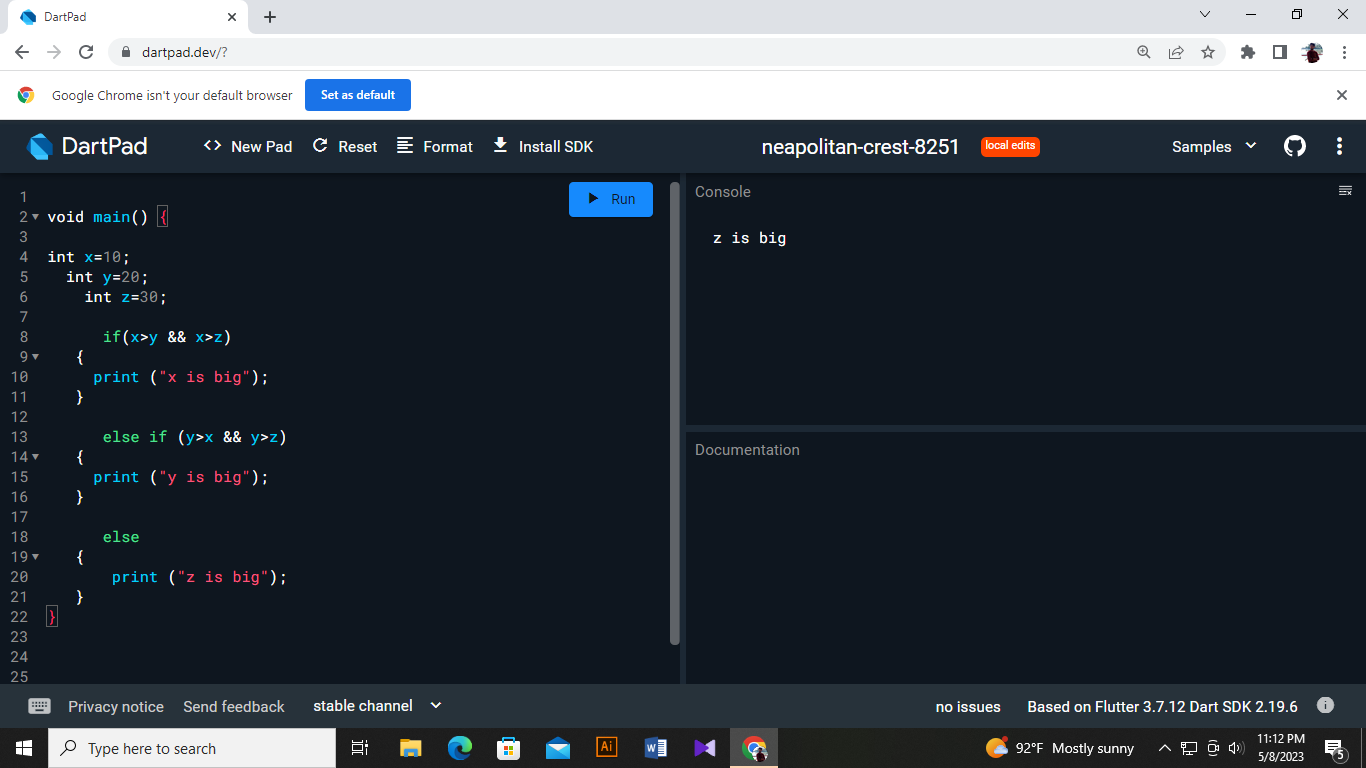 DartPad
dartpad.dev/?
Google Chrome isn't your default browser
Set as default
DartPad
<> New Pad
Reset
Format
Install SDK
neapolitan-crest-8251
local edits
Samples
1
2 void main() {
3
4 int x=10;
5 int y=20;
6 int z=30;
7
8 if(x>y && x>z)
9 {
10 print ("x is big");
11 }
12
13 else if (y>x && y>z)
14 {
15 print ("y is big");
16 }
17
18 else
19 {
20 print ("z is big");
21 }
22 }
23
24
25
Run
Console
z is big
Documentation
Privacy notice
Send feedback
stable channel
no issues
Based on Flutter 3.7.12 Dart SDK 2.19.6
Type here to search
Ai
W
92°F Mostly sunny
11:12 PM
5/8/2023
5